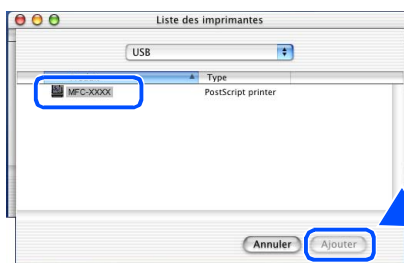 Liste des imprimantes
USB
Type
MFC-XXXX PostScript printer
Annuler Ajouter